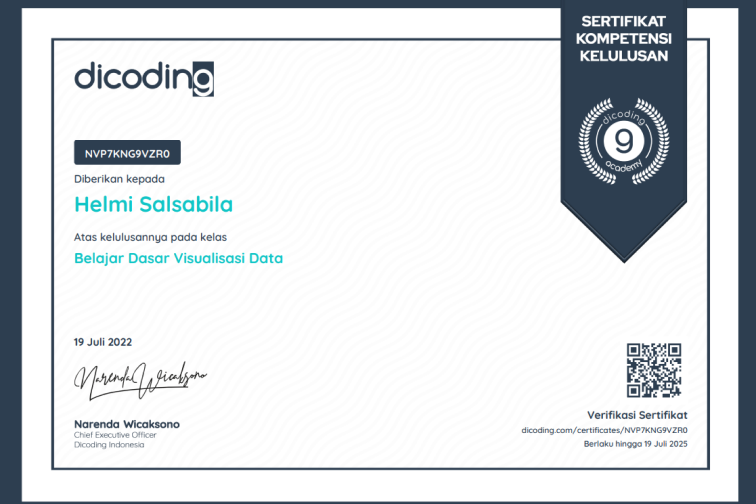 SERTIFIKAT
KOMPETENSI
KELULUSAN
dicoding
9
academy
dicoding
NVP7KNG9VZR0
Diberikan kepada
Helmi Salsabila
Atas kelulusannya pada kelas
Belajar Dasar Visualisasi Data
19 Juli 2022
Narenda Wicaksono
Narenda Wicaksono
Chief Executive Officer
Dicoding Indonesia
Verifikasi Sertifikat
dicoding.com/certificates/NVP7KNG9VZR0
Berlaku hingga 19 Juli 2025